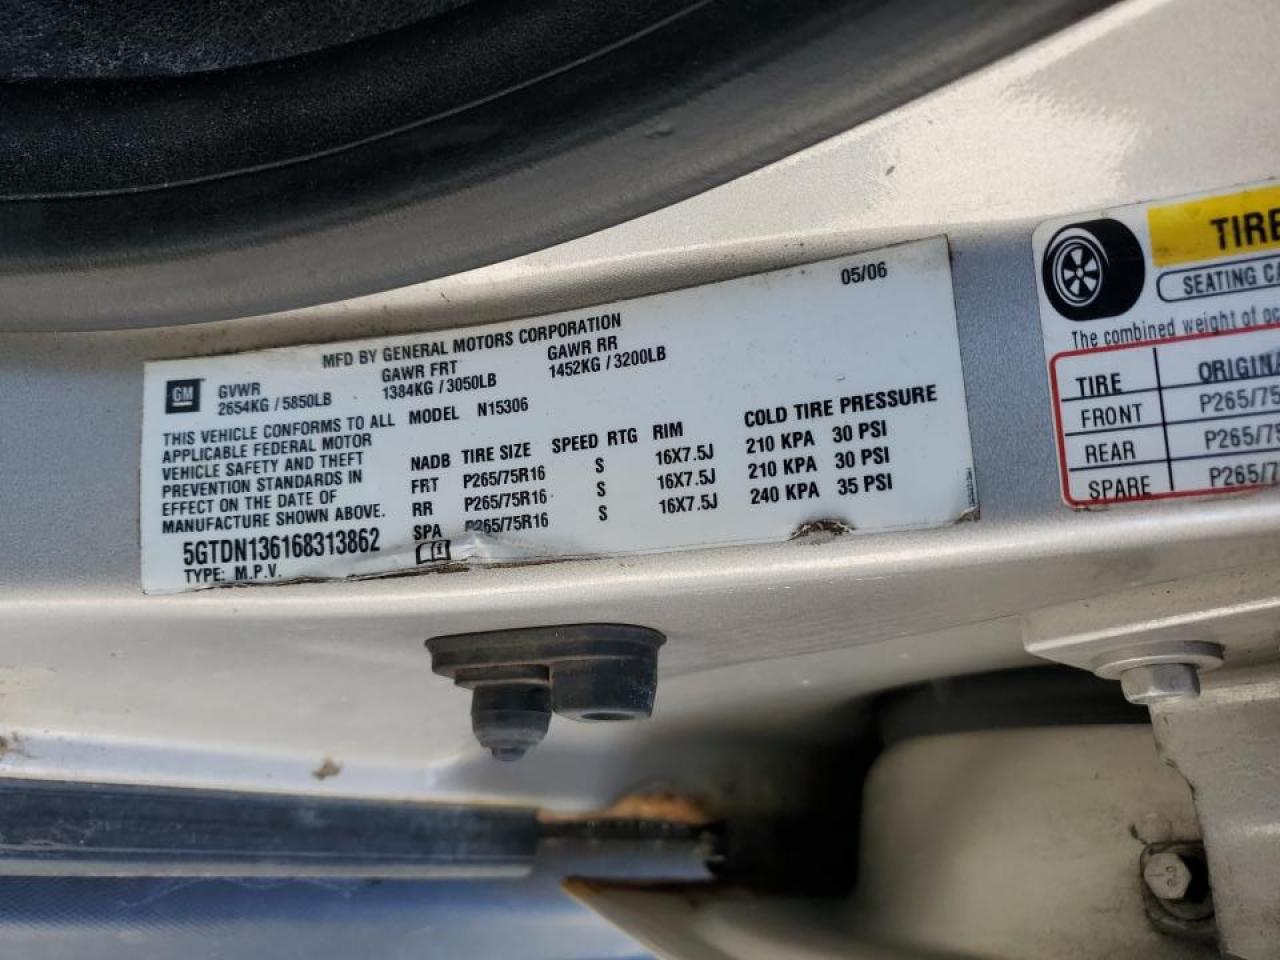 05/06
MFD BY GENERAL MOTORS CORPORATION
GM
GVWR GAWR FRT GAWR RR
2654KG / 5850LB 1384KG / 3050LB 1452KG / 3200LB
THIS VEHICLE CONFORMS TO ALL
APPLICABLE FEDERAL MOTOR
VEHICLE SAFETY AND THEFT
PREVENTION STANDARDS IN
EFFECT ON THE DATE OF
MANUFACTURE SHOWN ABOVE.
5GTDN136168313862
TYPE: M.P.V.
MODEL N15306
NADB TIRE SIZE SPEED RTG RIM COLD TIRE PRESSURE
FRT P265/75R16 S 16X7.5J 210 KPA 30 PSI
RR P265/75R16 S 16X7.5J 210 KPA 30 PSI
SPA P265/75R16 S 16X7.5J 240 KPA 35 PSI
TIRE
SEATING CA
The combined weight of oc
TIRE ORIGINA
FRONT P265/75
REAR P265/75
SPARE P265/7